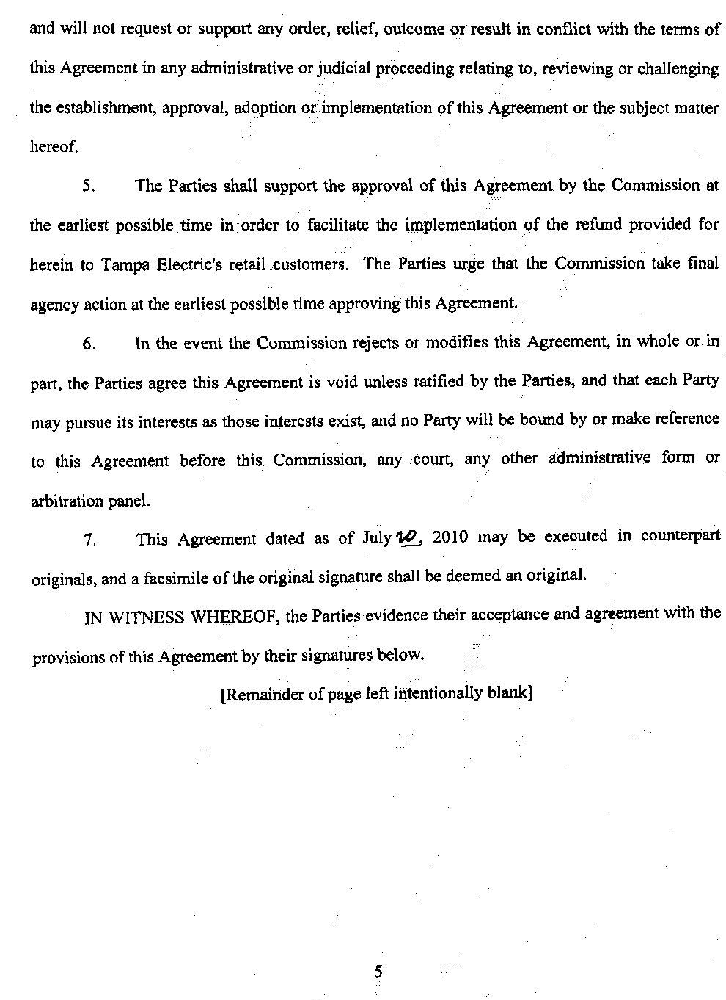 and will not request or support any order, relief, outcome or result in conflict with the terms of
this Agreement in any administrative or judicial proceeding relating to, reviewing or challenging
the establishment, approval, adoption or implementation of this Agreement or the subject matter
hereof.
5. The Parties shall support the approval of this Agreement by the Commission at
the earliest possible time in order to facilitate the implementation of the refund provided for
herein to Tampa Electric's retail customers. The Parties urge that the Commission take final
agency action at the earliest possible time approving this Agreement.
6. In the event the Commission rejects or modifies this Agreement, in whole or in
part, the Parties agree this Agreement is void unless ratified by the Parties, and that each Party
may pursue its interests as those interests exist, and no Party will be bound by or make reference
to this Agreement before this Commission, any court, any other administrative form or
arbitration panel.
7. This Agreement dated as of July , 2010 may be executed in counterpart
originals, and a facsimile of the original signature shall be deemed an original.
IN WITNESS WHEREOF, the Parties evidence their acceptance and agreement with the
provisions of this Agreement by their signatures below.
[Remainder of page left intentionally blank]
5